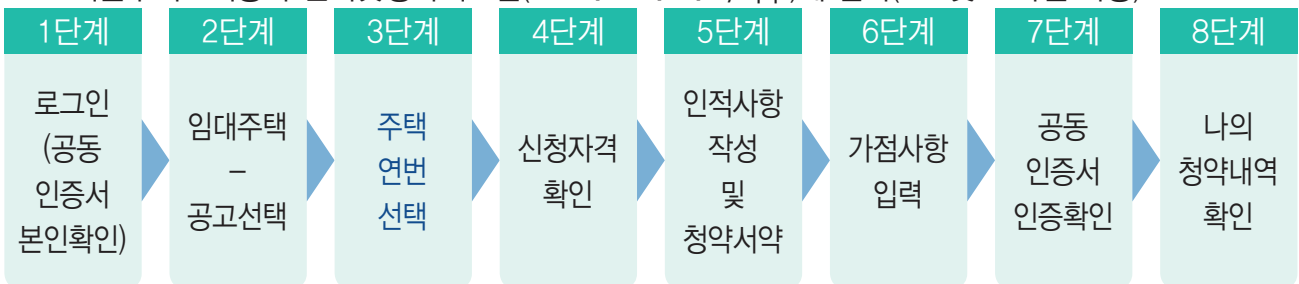 1단계
로그인
(공동
인증서
본인확인)
2단계
임대주택
–
공고선택
3단계
주택
연번
선택
4단계
신청자격
확인
5단계
인적사항
작성
및
청약서약
6단계
가점사항
입력
7단계
공동
인증서
인증확인
8단계
나의
청약내역
확인